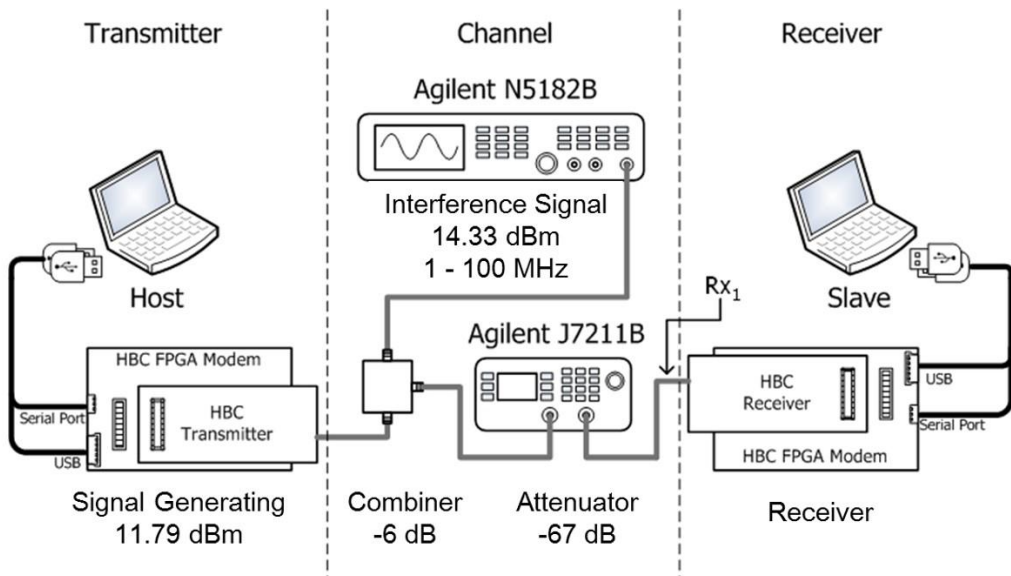 Transmitter
Channel
Receiver
Agilent N5182B
Interference Signal
14.33 dBm
1 - 100 MHz
Host
Rx1
Slave
Agilent J7211B
HBC FPGA Modem
HBC
Transmitter
Serial Port
USB
HBC
Receiver
USB
Serial Port
HBC FPGA Modem
Signal Generating
11.79 dBm
Combiner
-6 dB
Attenuator
-67 dB
Receiver